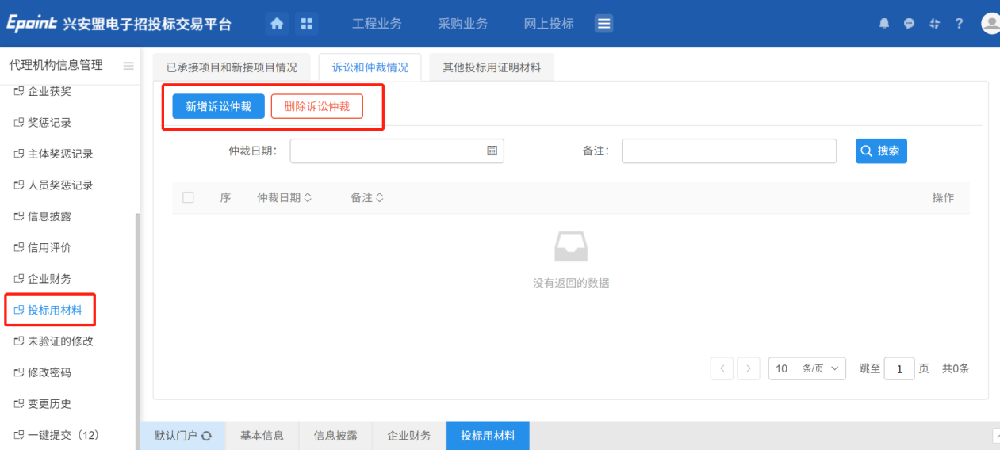 Epoint 兴安盟电子招投标交易平台 工程业务 采购业务 网上投标 ?
代理机构信息管理
企业获奖
奖惩记录
主体奖惩记录
人员奖惩记录
信息披露
信用评价
企业财务
投标用材料
未验证的修改
修改密码
变更历史
一键提交（12）
已承接项目和新接项目情况 诉讼和仲裁情况 其他投标用证明材料
新增诉讼仲裁 删除诉讼仲裁
仲裁日期： 备注： 搜索
序 仲裁日期 备注 操作
没有返回的数据
10 条/页 跳至 1 页 共0条
默认门户 基本信息 信息披露 企业财务 投标用材料